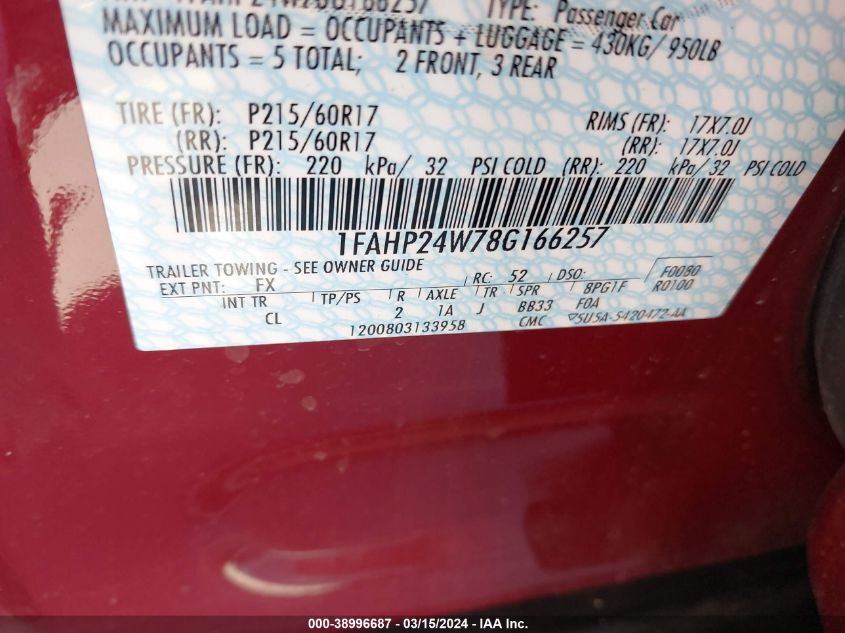 TYPE: Passenger Car
MAXIMUM LOAD = OCCUPANTS + LUGGAGE = 430KG/ 950LB
OCCUPANTS = 5 TOTAL; 2 FRONT, 3 REAR
TIRE (FR): P215/60R17 RIMS (FR): 17X7.0J
(RR): P215/60R17 (RR): 17X7.0J
PRESSURE (FR): 220 kPa/ 32 PSI COLD (RR): 220 kPa/ 32 PSI COLD
1FAHP24W78G166257
TRAILER TOWING - SEE OWNER GUIDE
EXT PNT: FX RC: 52 DSO: F0080
INT TR TP/PS R AXLE TR SPR 8PG1F R0100
CL 2 1A J BB33 FOA
1200803133958 CMC 5U5A-5420472-AA
000-38996687 — 03/15/2024 — IAA Inc.